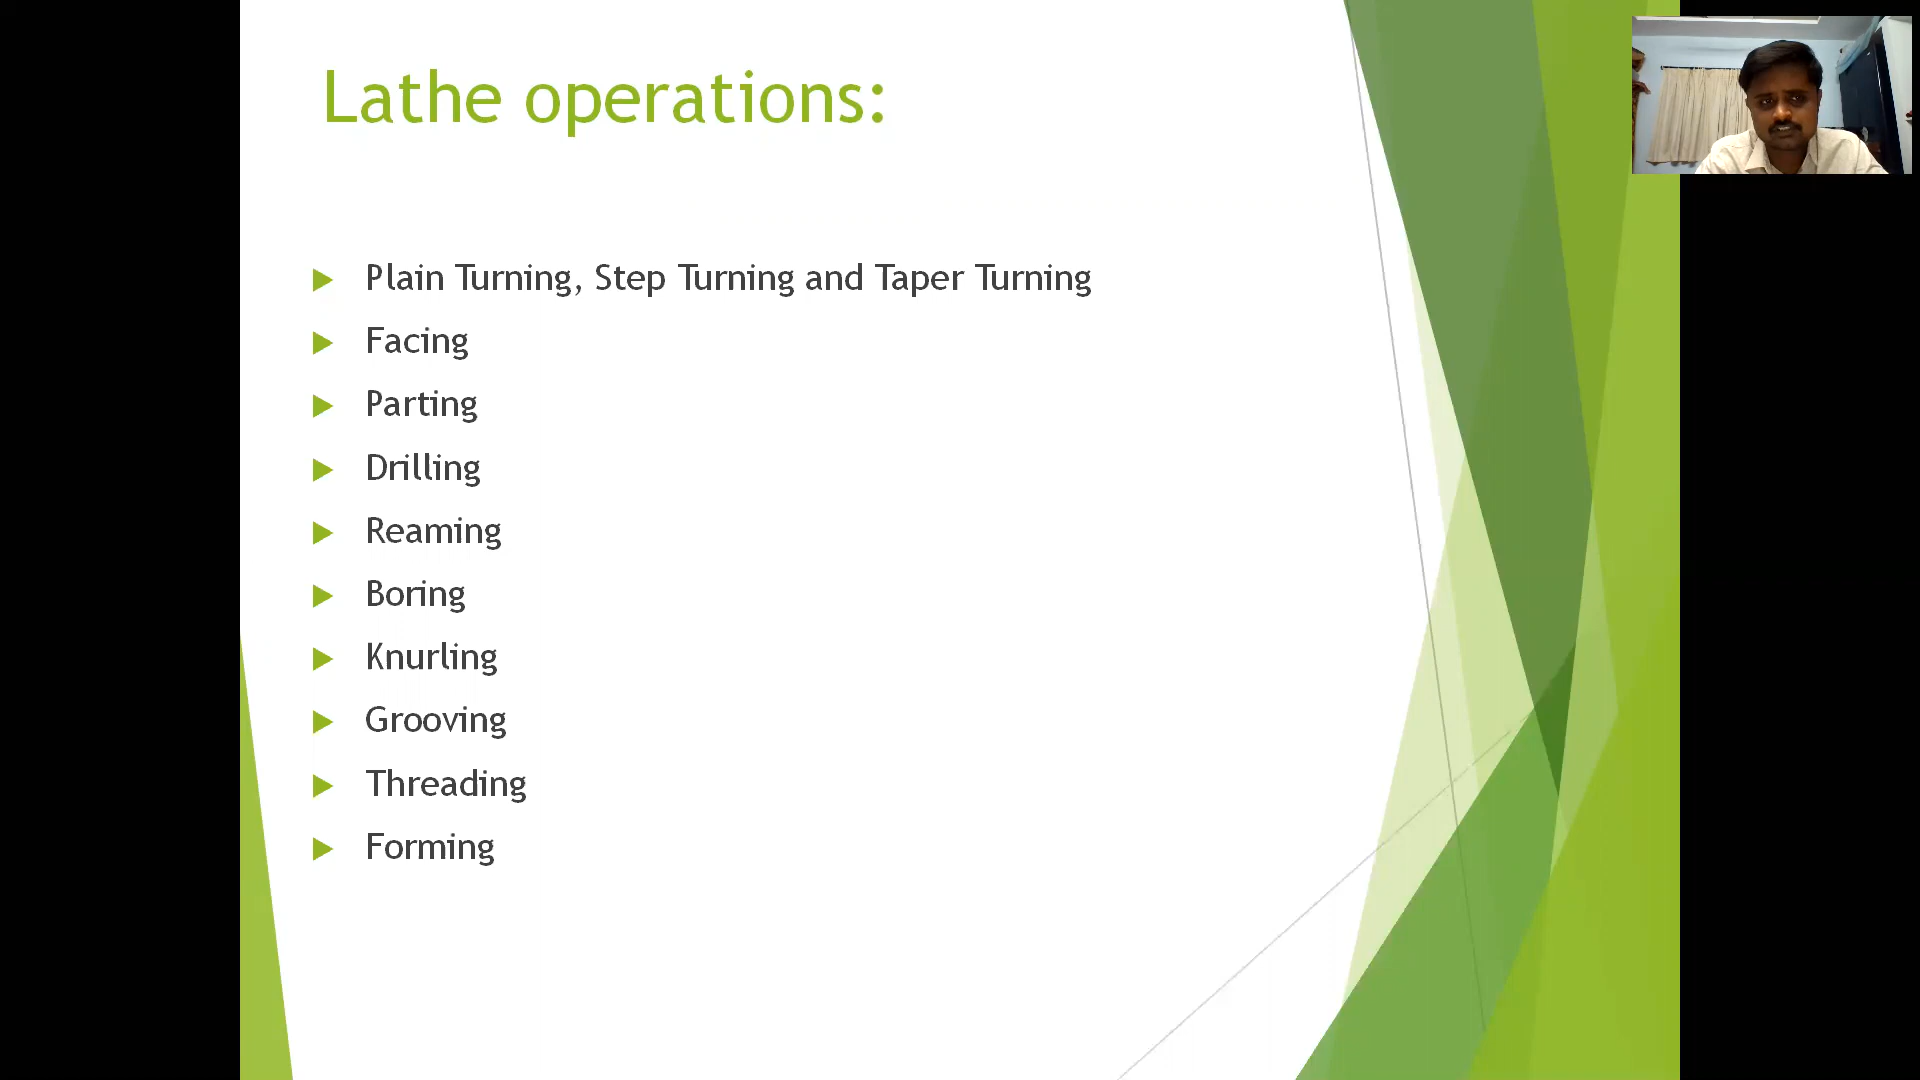 Lathe operations:
Plain Turning, Step Turning and Taper Turning
Facing
Parting
Drilling
Reaming
Boring
Knurling
Grooving
Threading
Forming